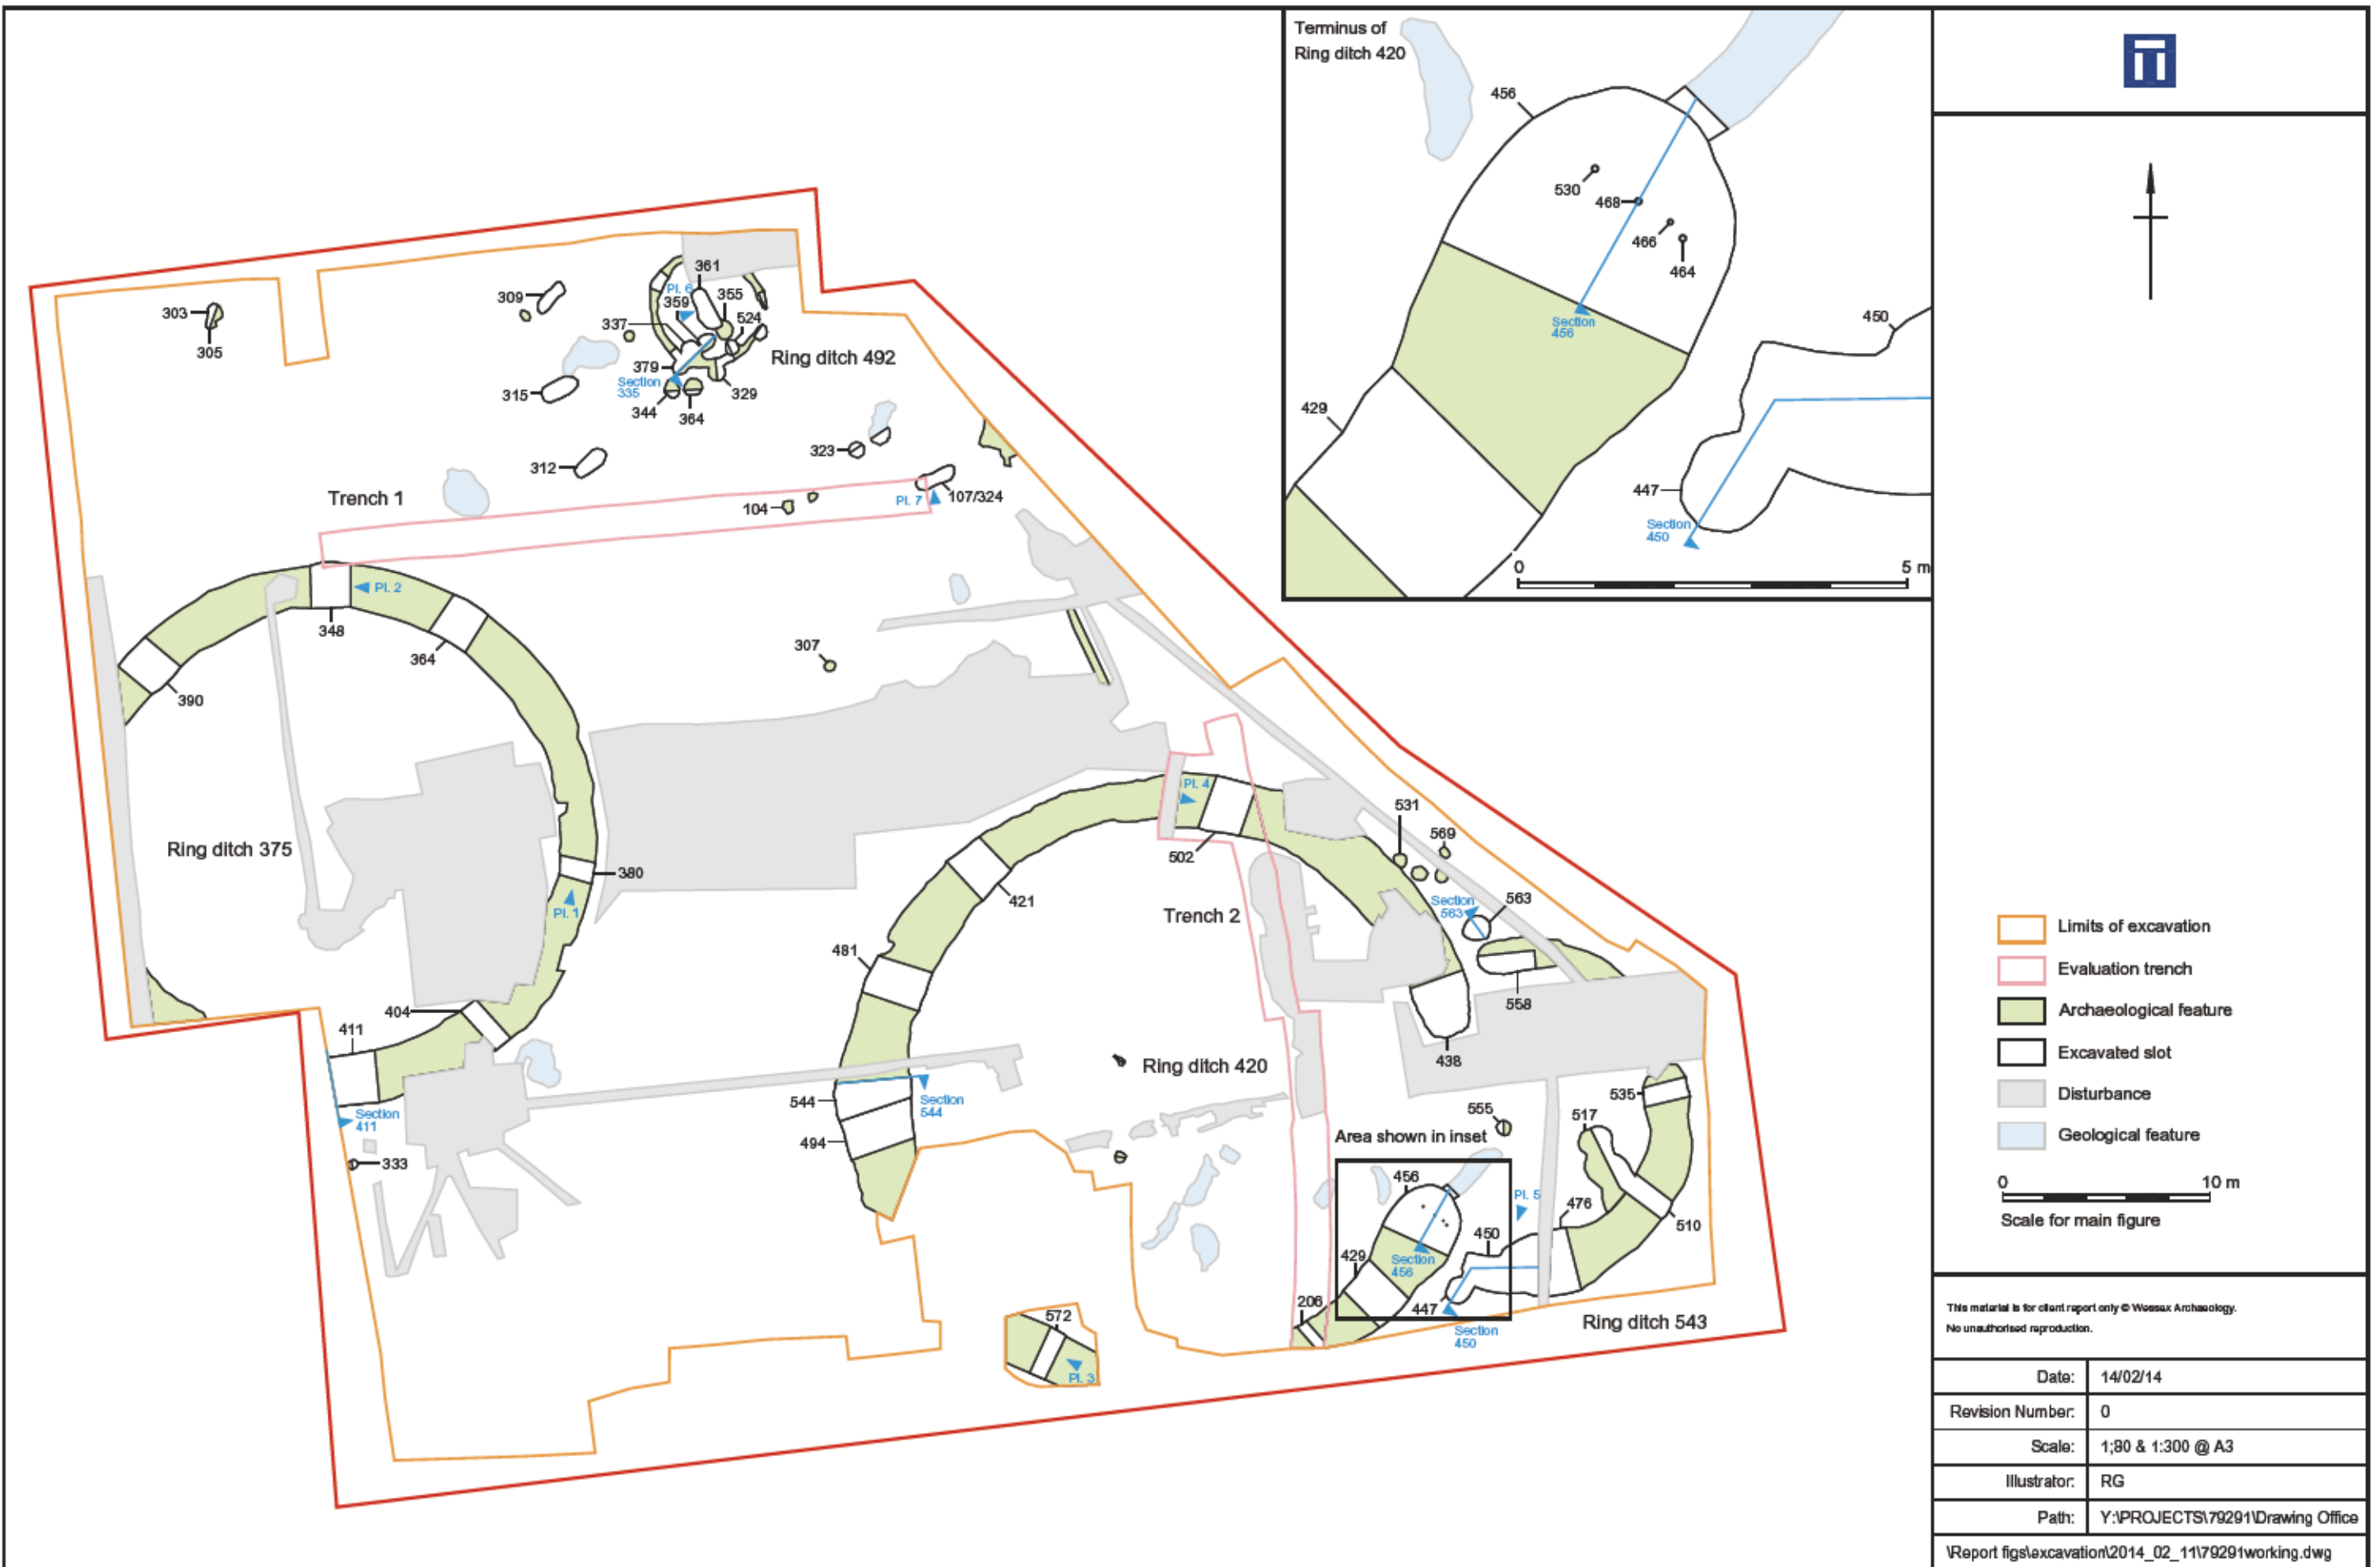 Terminus of
Ring ditch 420
456
530
468
466
464
Section
456
450
429
447
Section
450
0 5 m
361
Pl. 6
359
355
309
303
337
524
305
Ring ditch 492
379
Section
335
315
329
344
364
323
312
Trench 1
Pl. 7
107/324
104
Pl. 2
348
307
364
390
Pl. 4
531
569
Ring ditch 375
502
380
421
Section
563
563
Pl. 1
Trench 2
481
558
404
411
438
Ring ditch 420
544
Section
544
535
Section
411
555
517
494
Area shown in inset
333
456
Pl. 5
476
510
450
429
Section
456
206
447
572
Ring ditch 543
Section
450
Pl. 3
Limits of excavation
Evaluation trench
Archaeological feature
Excavated slot
Disturbance
Geological feature
0 10 m
Scale for main figure
This material is for client report only © Wessex Archaeology.
No unauthorised reproduction.
Date: 14/02/14
Revision Number: 0
Scale: 1;80 & 1:300 @ A3
Illustrator: RG
Path: Y:\PROJECTS\79291\Drawing Office
\Report figs\excavation\2014_02_11\79291working.dwg